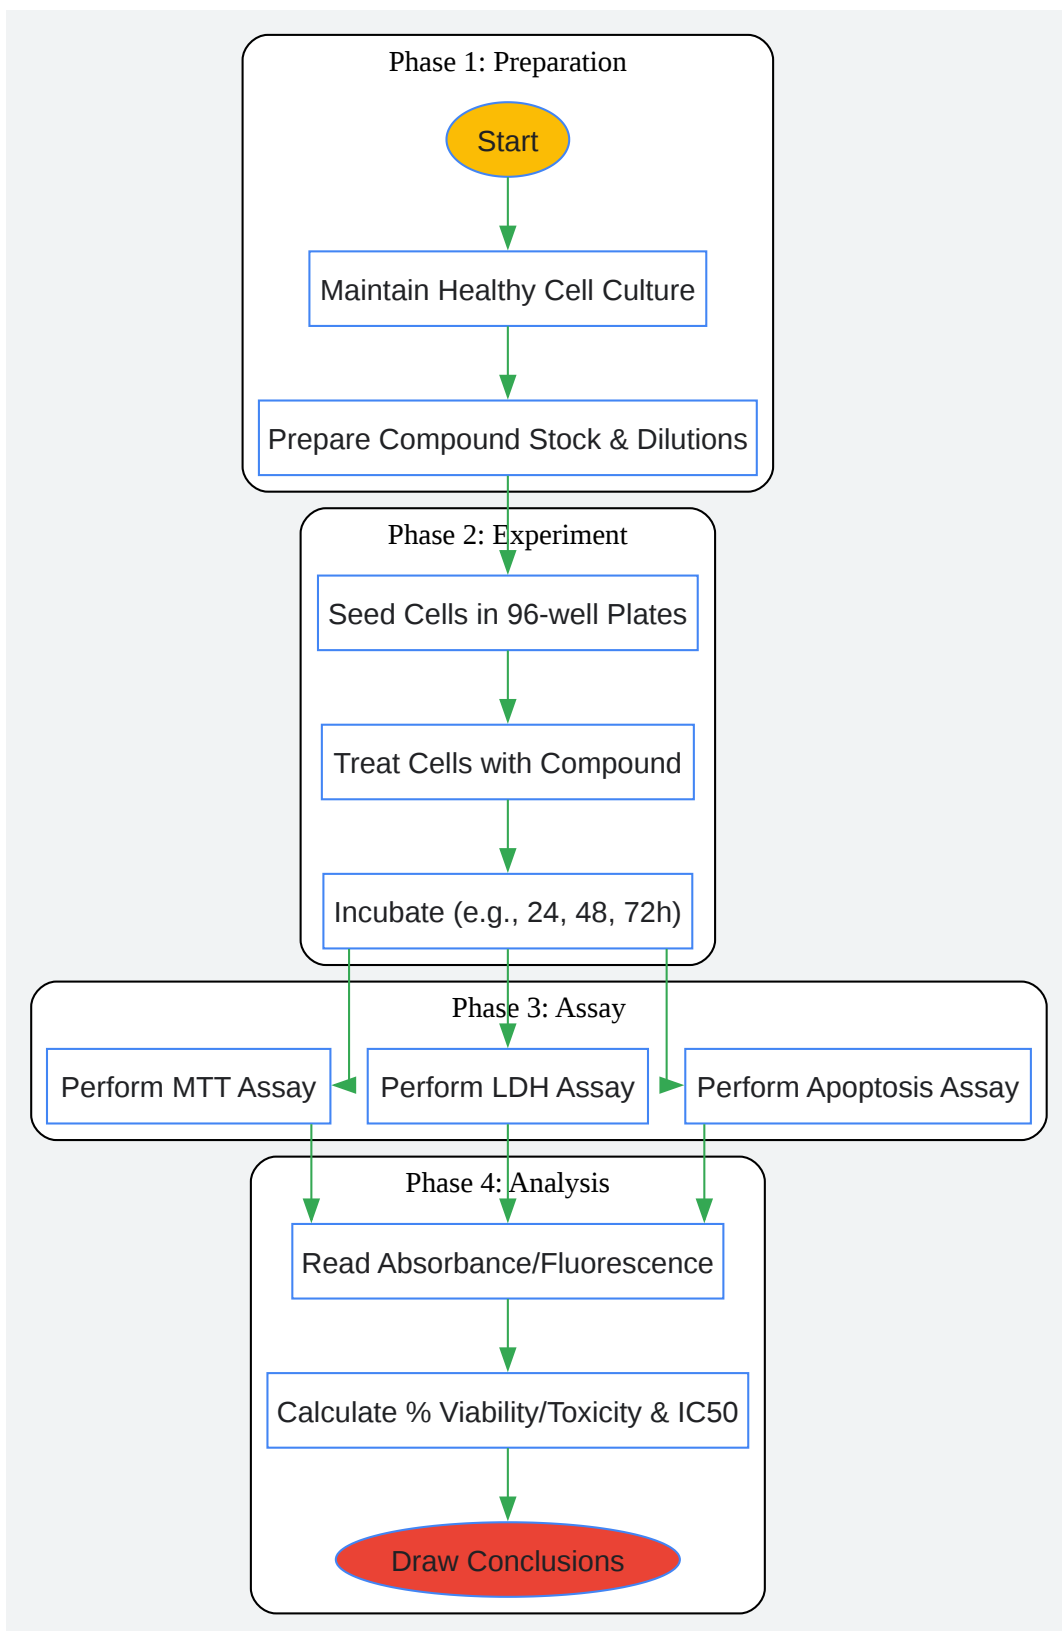 Phase 1: Preparation
Start
Maintain Healthy Cell Culture
Prepare Compound Stock & Dilutions
Phase 2: Experiment
Seed Cells in 96-well Plates
Treat Cells with Compound
Incubate (e.g., 24, 48, 72h)
Phase 3: Assay
Perform MTT Assay
Perform LDH Assay
Perform Apoptosis Assay
Phase 4: Analysis
Read Absorbance/Fluorescence
Calculate % Viability/Toxicity & IC50
Draw Conclusions